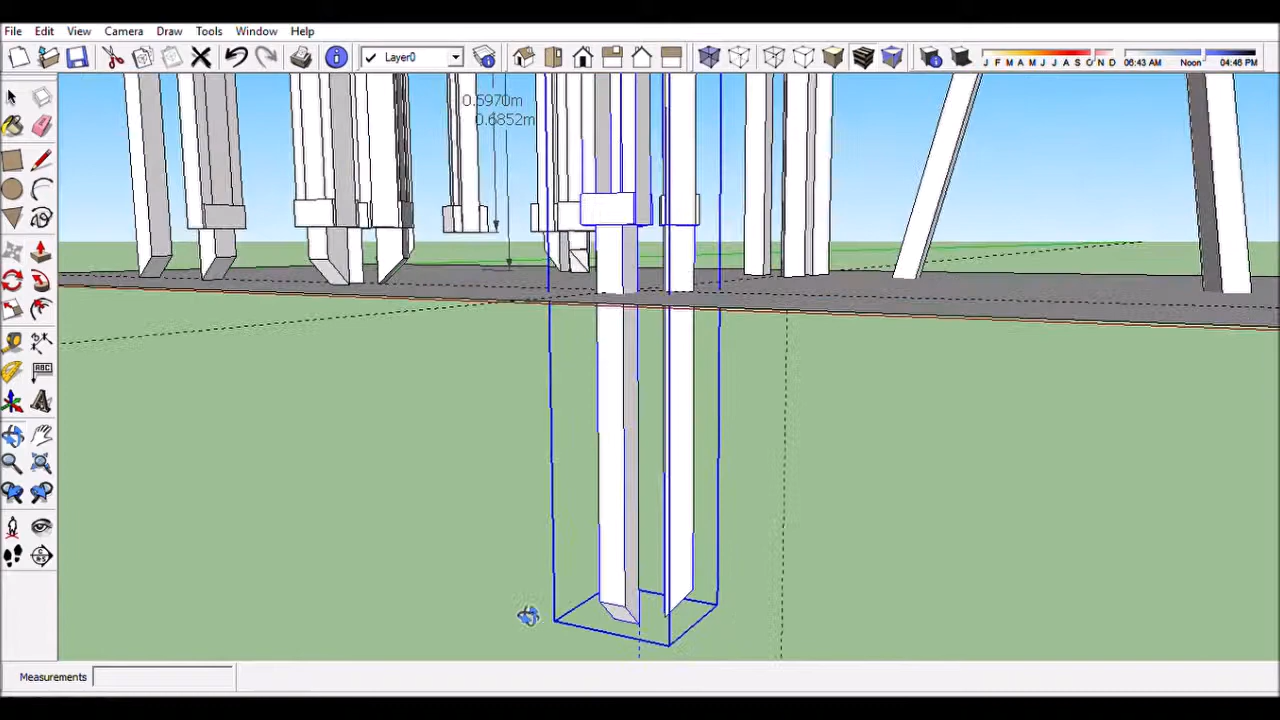 File Edit View Camera Draw Tools Window Help
Layer0
J F M A M J J A S O N D 06:43 AM Noon 04:46 PM
0.5970m
0.6852m
ABC
Measurements